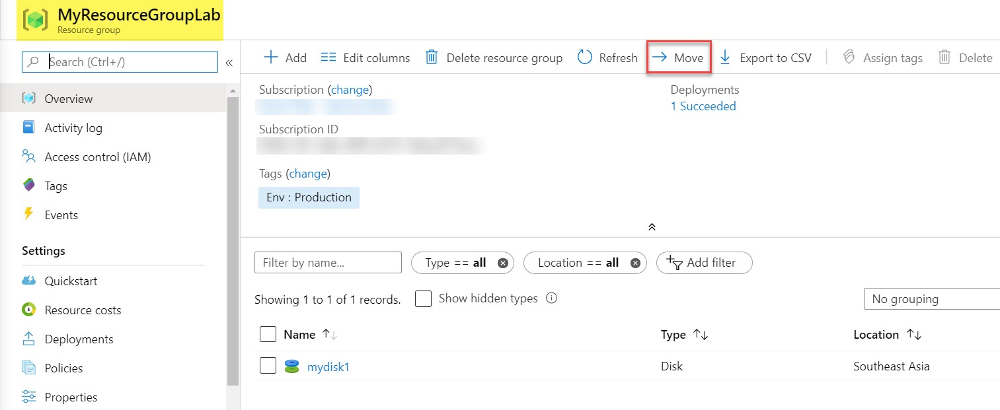 MyResourceGroupLab
Resource group
Search (Ctrl+/)
«
Overview
Activity log
Access control (IAM)
Tags
Events
Settings
Quickstart
Resource costs
Deployments
Policies
Properties
Add Edit columns Delete resource group Refresh Move Export to CSV Assign tags Delete
Subscription (change)
Deployments
1 Succeeded
Subscription ID
Tags (change)
Env : Production
Filter by name... Type == all Location == all Add filter
Showing 1 to 1 of 1 records. Show hidden types No grouping
Name Type Location
mydisk1 Disk Southeast Asia